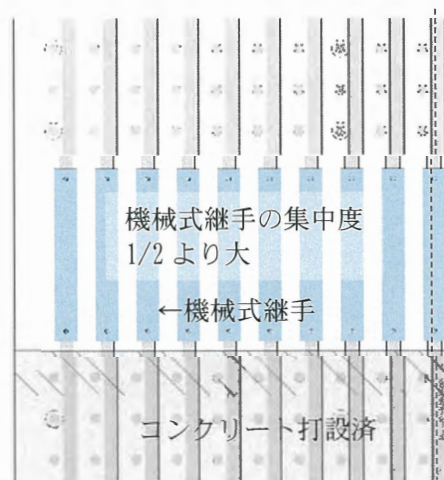 機械式継手の集中度
1/2 より大
←機械式継手
コンクリート打設済